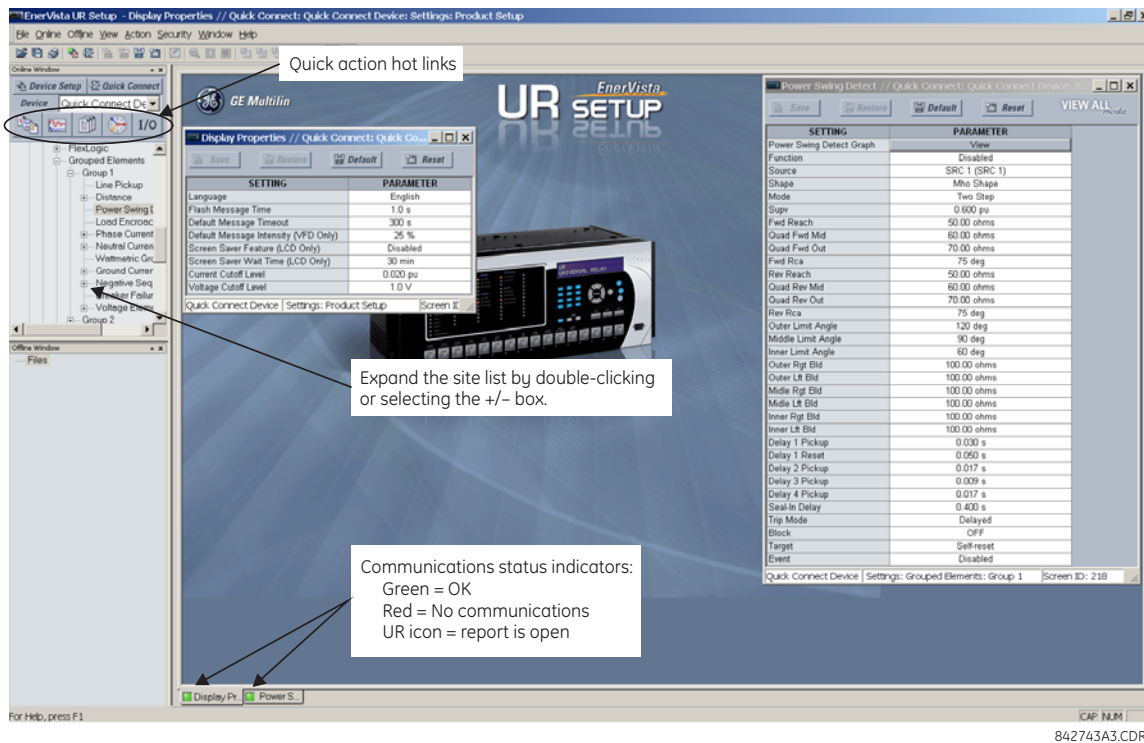 EnerVista UR Setup - Display Properties // Quick Connect: Quick Connect Device: Settings: Product Setup
File Online Offline View Action Security Window Help
Quick action hot links
Online Window
Device Setup Quick Connect
Device Quick Connect De
I/O
FlexLogic
Grouped Elements
Group 1
Line Pickup
Distance
Power Swing D
Load Encroac
Phase Current
Neutral Curren
Wattmetric Gro
Ground Currer
Negative Seq
Breaker Failur
Voltage Eleme
Group 2
Offline Window
Files
GE Multilin
EnerVista
UR SETUP
Display Properties // Quick Connect: Quick Co...
Save Restore Default Reset
SETTING PARAMETER
Language English
Flash Message Time 1.0 s
Default Message Timeout 300 s
Default Message Intensity (VFD Only) 25 %
Screen Saver Feature (LCD Only) Disabled
Screen Saver Wait Time (LCD Only) 30 min
Current Cutoff Level 0.020 pu
Voltage Cutoff Level 1.0 V
Quick Connect Device Settings: Product Setup Screen ID
UNIVERSAL RELAY
Power Swing Detect // Quick Connect: Quick Connect Device: S...
Save Restore Default Reset VIEW ALL mode
SETTING PARAMETER
Power Swing Detect Graph View
Function Disabled
Source SRC 1 (SRC 1)
Shape Mho Shape
Mode Two Step
Supv 0.600 pu
Fwd Reach 50.00 ohms
Quad Fwd Mid 60.00 ohms
Quad Fwd Out 70.00 ohms
Fwd Rca 75 deg
Rev Reach 50.00 ohms
Quad Rev Mid 60.00 ohms
Quad Rev Out 70.00 ohms
Rev Rca 75 deg
Outer Limit Angle 120 deg
Middle Limit Angle 90 deg
Inner Limit Angle 60 deg
Outer Rgt Bld 100.00 ohms
Outer Lft Bld 100.00 ohms
Midle Rgt Bld 100.00 ohms
Midle Lft Bld 100.00 ohms
Inner Rgt Bld 100.00 ohms
Inner Lft Bld 100.00 ohms
Delay 1 Pickup 0.030 s
Delay 1 Reset 0.050 s
Delay 2 Pickup 0.017 s
Delay 3 Pickup 0.009 s
Delay 4 Pickup 0.017 s
Seal-In Delay 0.400 s
Trip Mode Delayed
Block OFF
Target Self-reset
Event Disabled
Quick Connect Device Settings: Grouped Elements: Group 1 Screen ID: 218
Expand the site list by double-clicking
or selecting the +/– box.
Communications status indicators:
Green = OK
Red = No communications
UR icon = report is open
Display Pr... Power S...
For Help, press F1
CAP NUM
842743A3.CDR